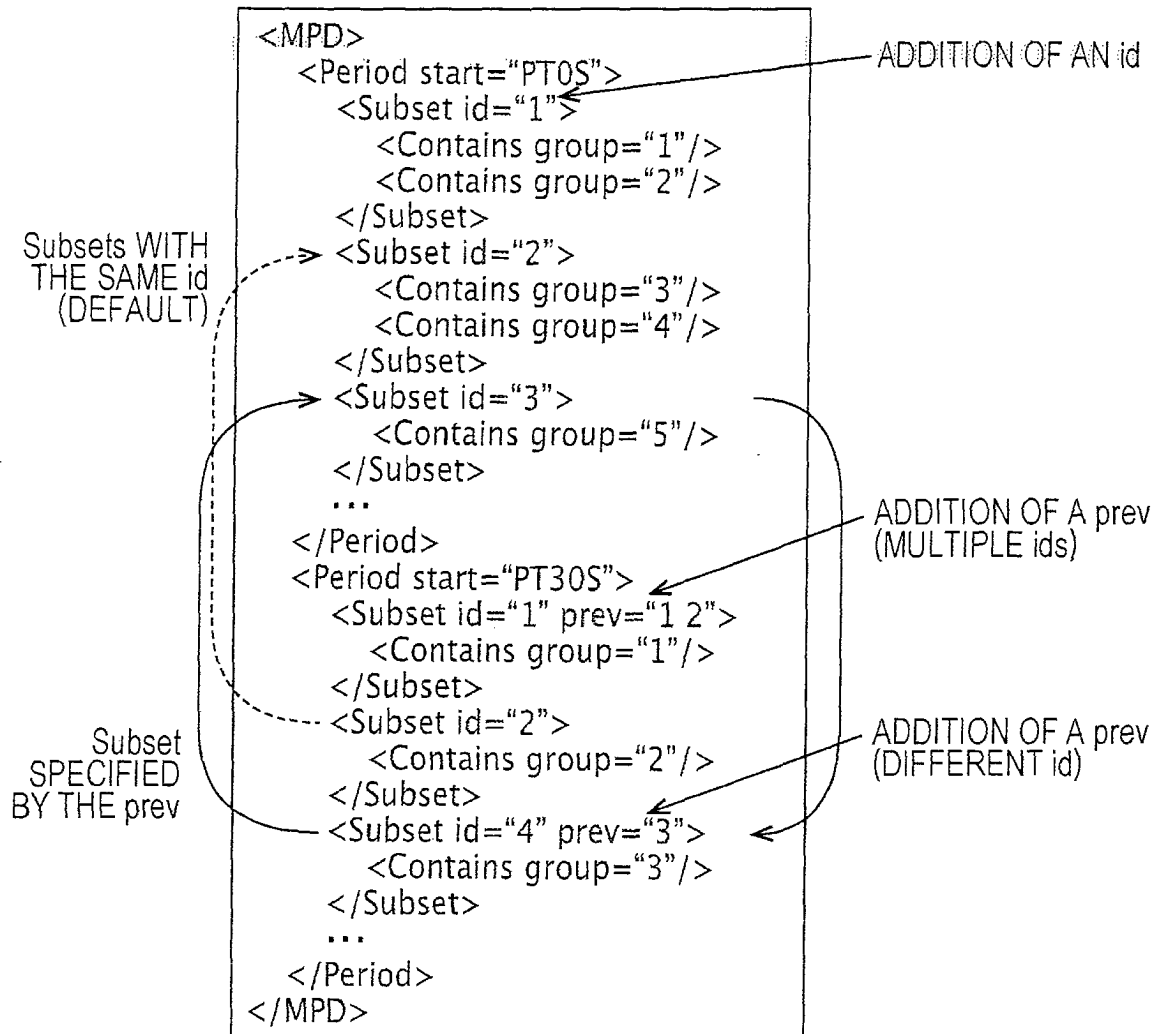 <MPD>
<Period start="PT0S">
ADDITION OF AN id
<Subset id="1">
<Contains group="1"/>
<Contains group="2"/>
</Subset>
Subsets WITH
THE SAME id
(DEFAULT)
<Subset id="2">
<Contains group="3"/>
<Contains group="4"/>
</Subset>
<Subset id="3">
<Contains group="5"/>
</Subset>
...
</Period>
ADDITION OF A prev
(MULTIPLE ids)
<Period start="PT30S">
<Subset id="1" prev="1 2">
<Contains group="1"/>
</Subset>
<Subset id="2">
<Contains group="2"/>
</Subset>
ADDITION OF A prev
(DIFFERENT id)
Subset
SPECIFIED
BY THE prev
<Subset id="4" prev="3">
<Contains group="3"/>
</Subset>
...
</Period>
</MPD>